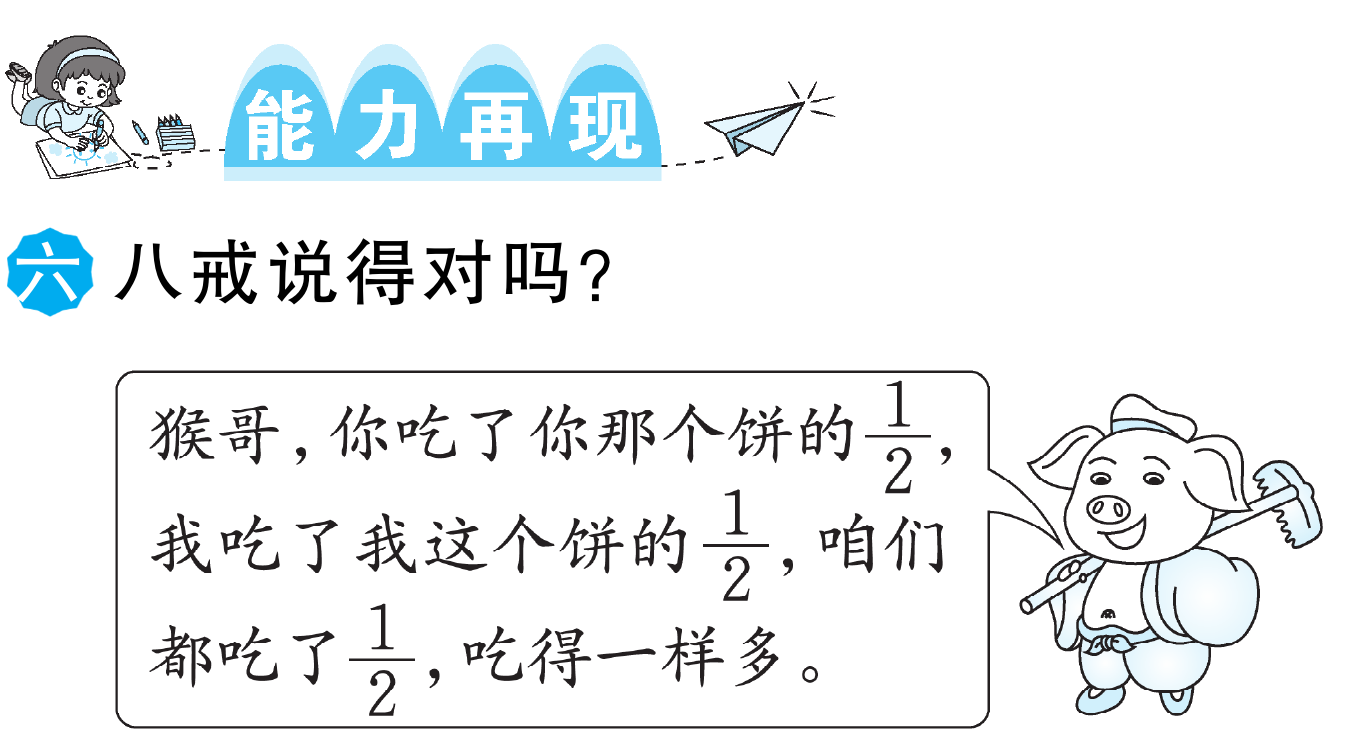 能力再现
六 八戒说得对吗?
猴哥,你吃了你那个饼的1/2,
我吃了我这个饼的1/2,咱们
都吃了1/2,吃得一样多。